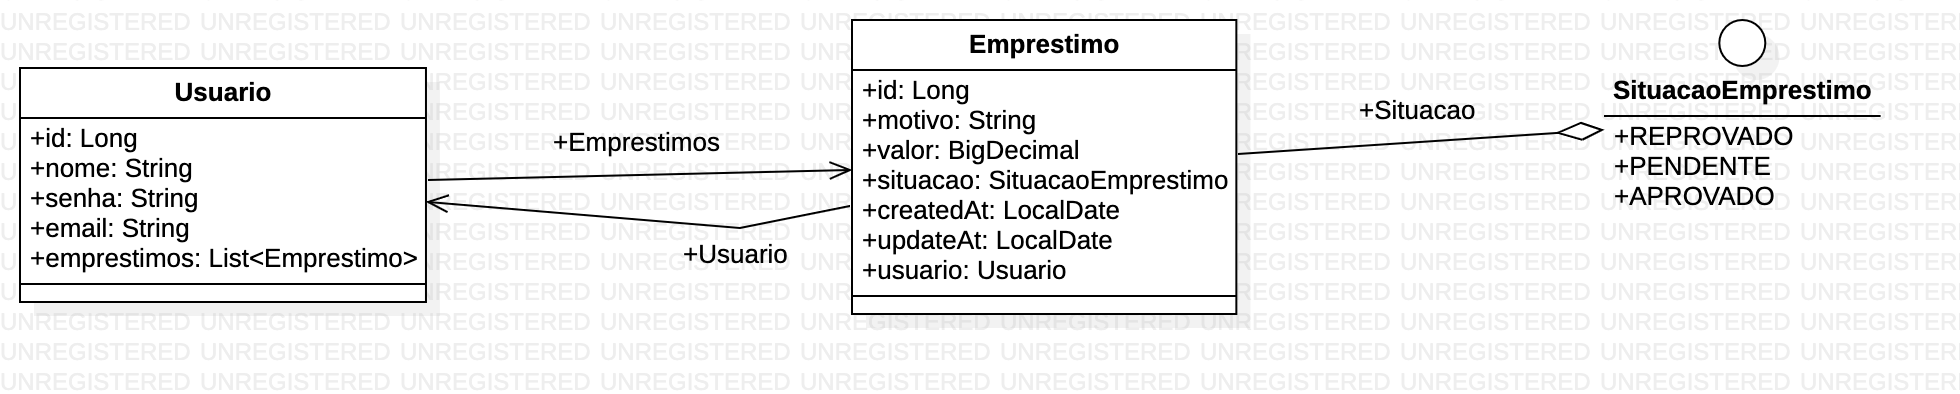 Usuario
+id: Long
+nome: String
+senha: String
+email: String
+emprestimos: List<Emprestimo>
+Emprestimos
+Usuario
Emprestimo
+id: Long
+motivo: String
+valor: BigDecimal
+situacao: SituacaoEmprestimo
+createdAt: LocalDate
+updateAt: LocalDate
+usuario: Usuario
+Situacao
SituacaoEmprestimo
+REPROVADO
+PENDENTE
+APROVADO
UNREGISTERED UNREGISTERED UNREGISTERED UNREGISTERED UNREGISTERED UNREGISTERED UNREGISTERED UNREGISTERED UNREGISTERED